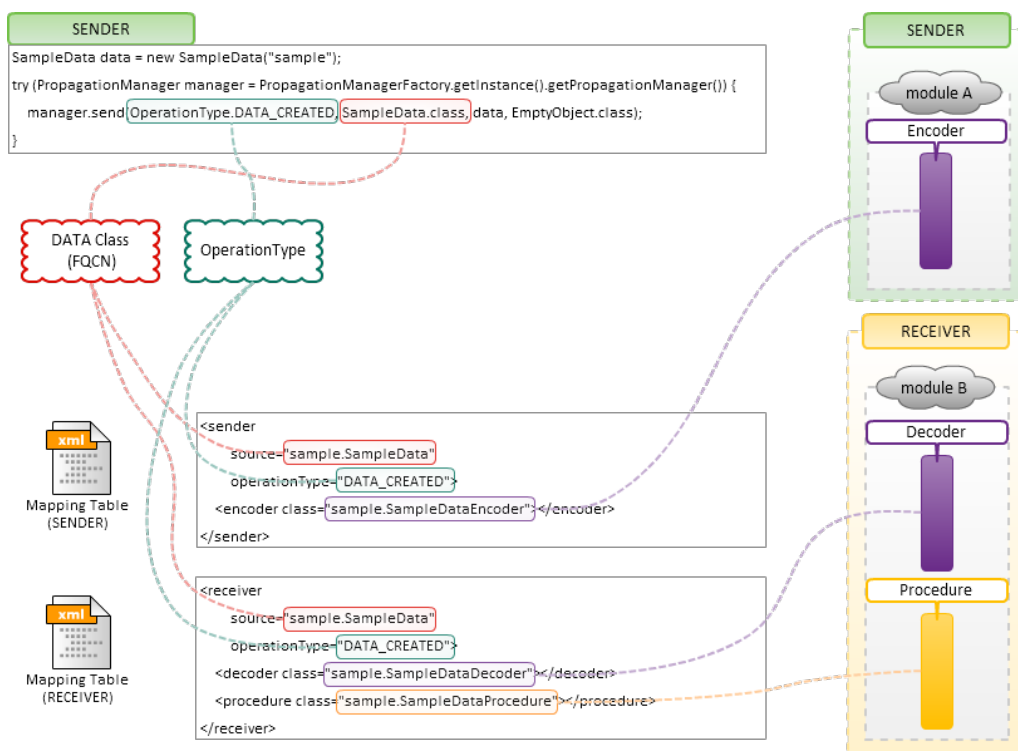 SENDER
SampleData data = new SampleData("sample");
try (PropagationManager manager = PropagationManagerFactory.getInstance().getPropagationManager()) {
manager.send(OperationType.DATA_CREATED, SampleData.class, data, EmptyObject.class);
}
DATA Class
(FQCN)
OperationType
Mapping Table
(SENDER)
<sender
source="sample.SampleData"
operationType="DATA_CREATED">
<encoder class="sample.SampleDataEncoder"></encoder>
</sender>
Mapping Table
(RECEIVER)
<receiver
source="sample.SampleData"
operationType="DATA_CREATED">
<decoder class="sample.SampleDataDecoder"></decoder>
<procedure class="sample.SampleDataProcedure"></procedure>
</receiver>
SENDER
module A
Encoder
RECEIVER
module B
Decoder
Procedure
xml
xml